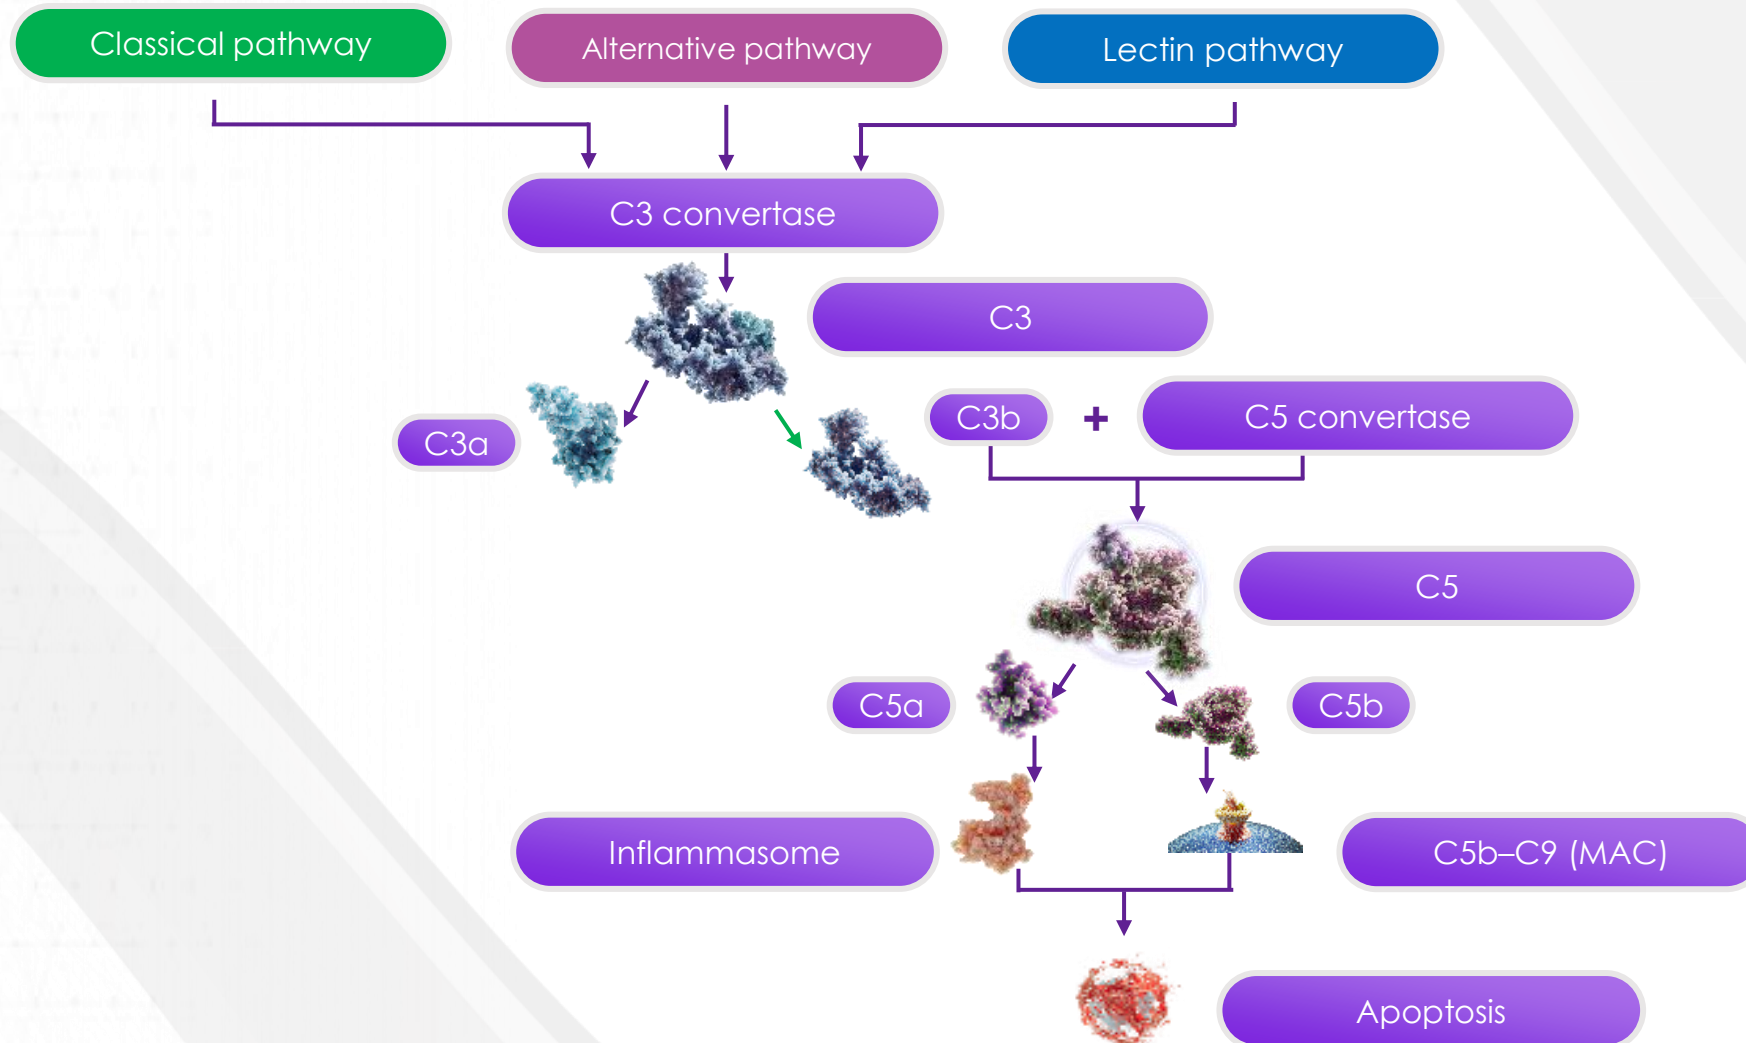 Classical pathway
Alternative pathway
Lectin pathway
C3 convertase
C3
C3a
C3b + C5 convertase
C5
C5a
C5b
Inflammasome
C5b–C9 (MAC)
Apoptosis